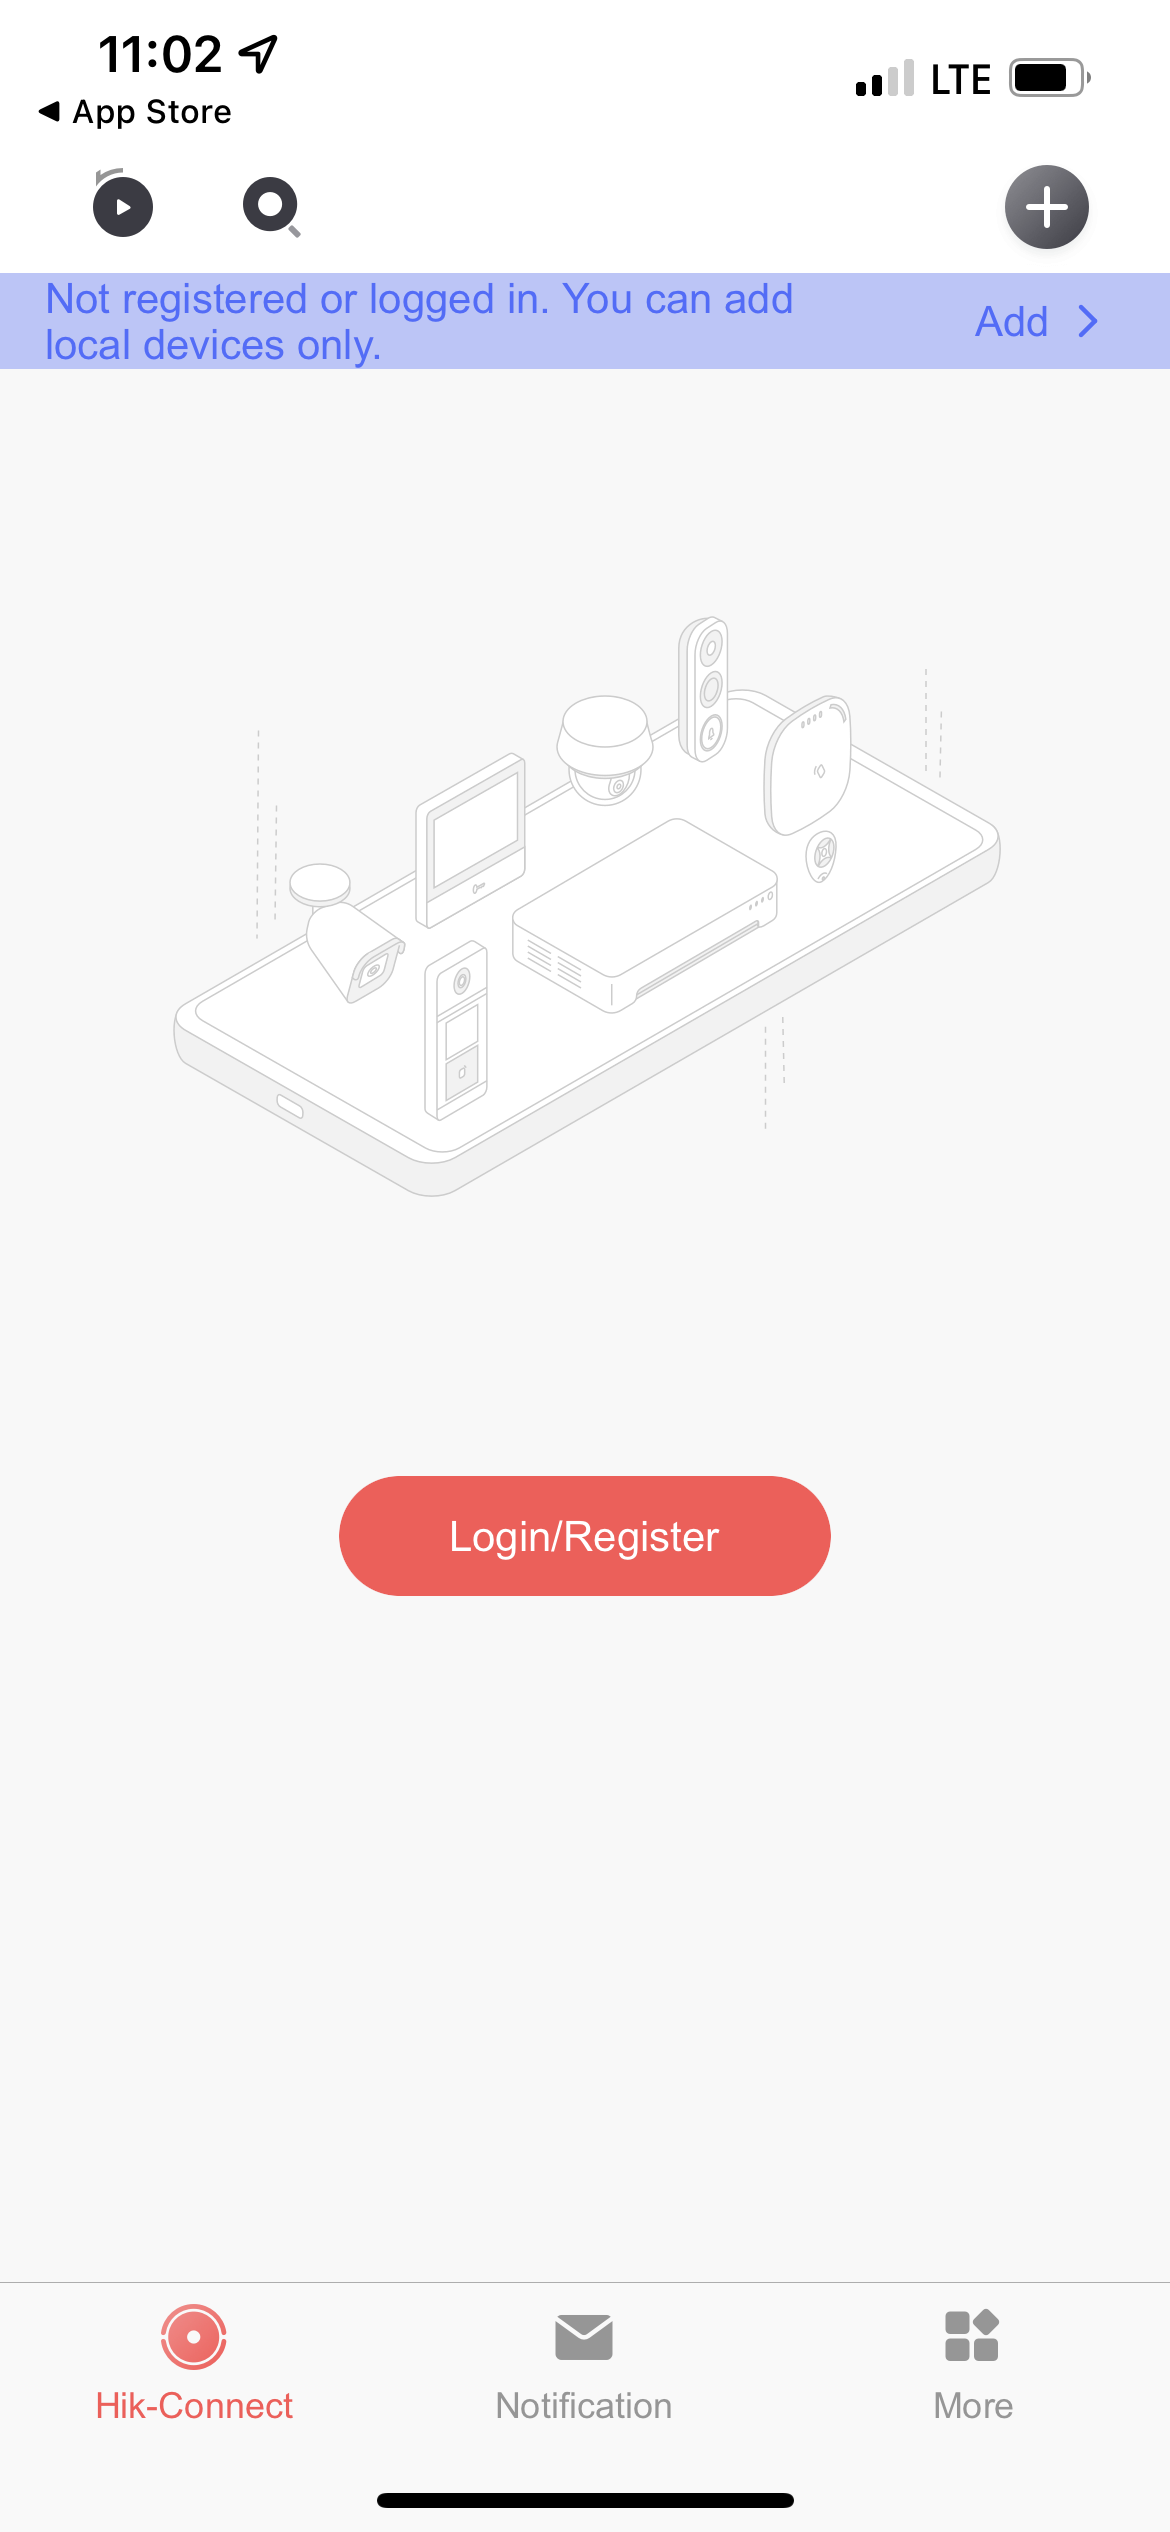 11:02
LTE
App Store
Not registered or logged in. You can add
local devices only.
Add
Login/Register
Hik-Connect
Notification
More